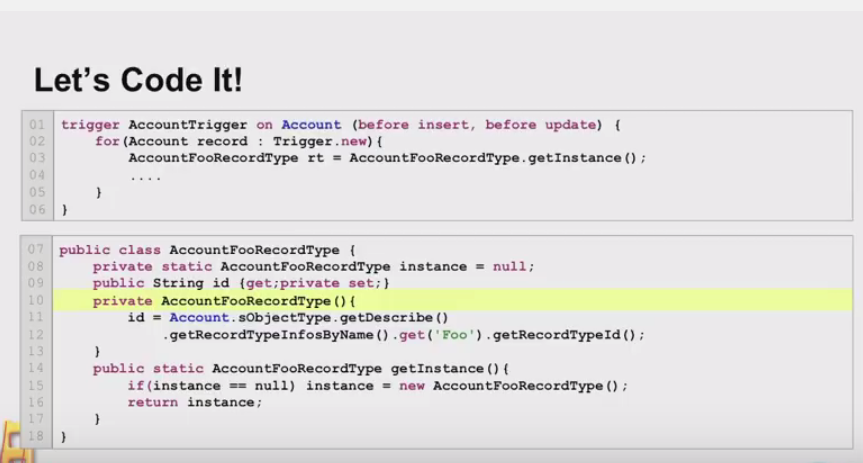 Let's Code It!
01 trigger AccountTrigger on Account (before insert, before update) {
02 for(Account record : Trigger.new){
03 AccountFooRecordType rt = AccountFooRecordType.getInstance();
04 ....
05 }
06 }
07 public class AccountFooRecordType {
08 private static AccountFooRecordType instance = null;
09 public String id {get;private set;}
10 private AccountFooRecordType(){
11 id = Account.sObjectType.getDescribe()
12 .getRecordTypeInfosByName().get('Foo').getRecordTypeId();
13 }
14 public static AccountFooRecordType getInstance(){
15 if(instance == null) instance = new AccountFooRecordType();
16 return instance;
17 }
18 }